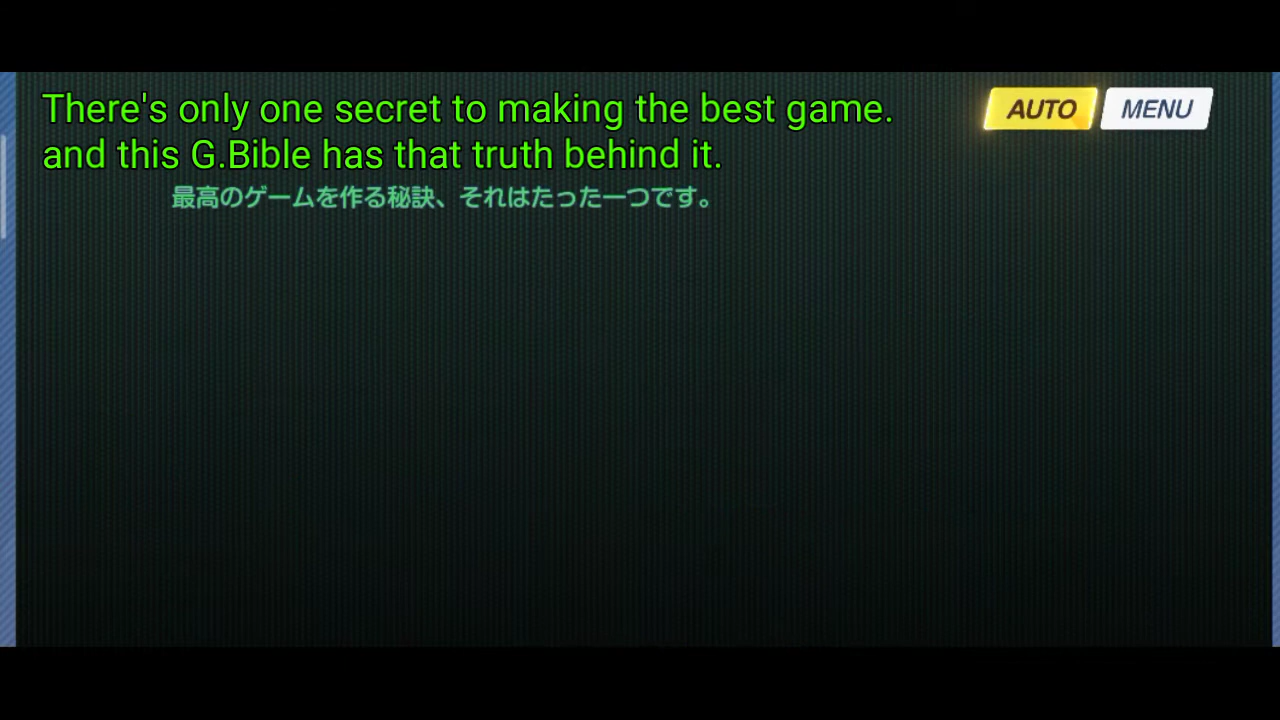 There's only one secret to making the best game.
AUTO MENU
and this G.Bible has that truth behind it.
最高のゲームを作る秘訣、それはたった一つです。